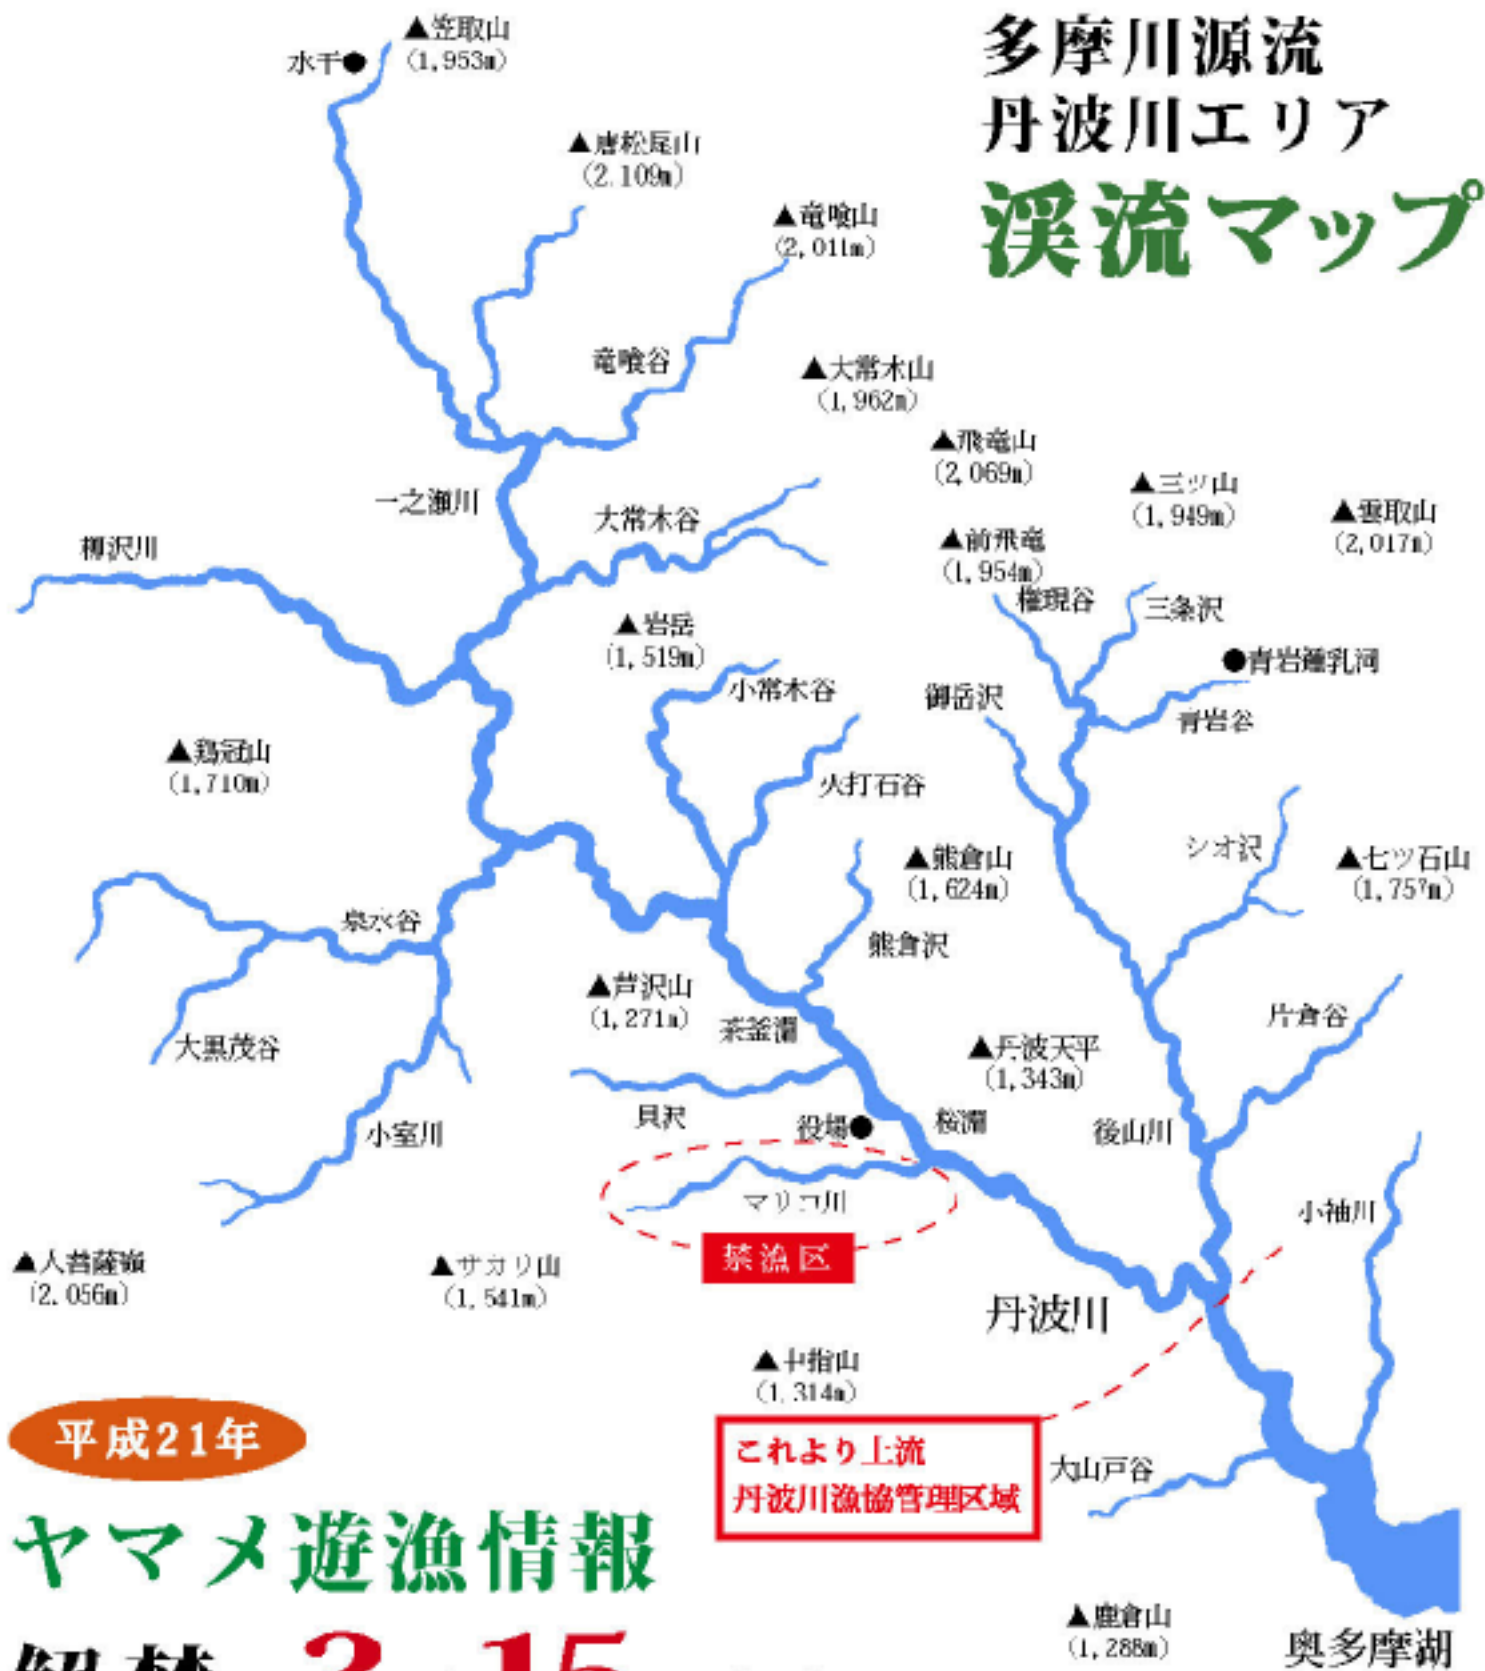 多摩川源流
丹波川エリア
渓流マップ
▲笠取山
(1,953m)
水干●
▲唐松尾山
(2.109m)
▲竜喰山
(2,011m)
竜喰谷
▲大常木山
(1,962m)
▲飛竜山
(2,069m)
▲三ッ山
(1,949m)
▲雲取山
(2,017m)
一之瀬川
大常木谷
柳沢川
▲前飛竜
(1,954m)
権現谷
三条沢
▲岩岳
(1,519m)
小常木谷
御岳沢
●青岩鍾乳河
青岩谷
▲鶏冠山
(1,710m)
火打石谷
シオ沢
▲熊倉山
(1,624m)
▲七ツ石山
(1,757m)
泉水谷
熊倉沢
▲芦沢山
(1,271m)
茶釜淵
片倉谷
大黒茂谷
▲丹波天平
(1,343m)
貝沢
役場●
桜淵
後山川
小室川
マリコ川
小袖川
禁漁区
▲大菩薩嶺
(2.056m)
▲サカリ山
(1,541m)
丹波川
▲中指山
(1,314m)
平成21年
これより上流
丹波川漁協管理区域
大山戸谷
ヤマメ遊漁情報
▲鹿倉山
(1,288m)
奥多摩湖
解禁 3 15